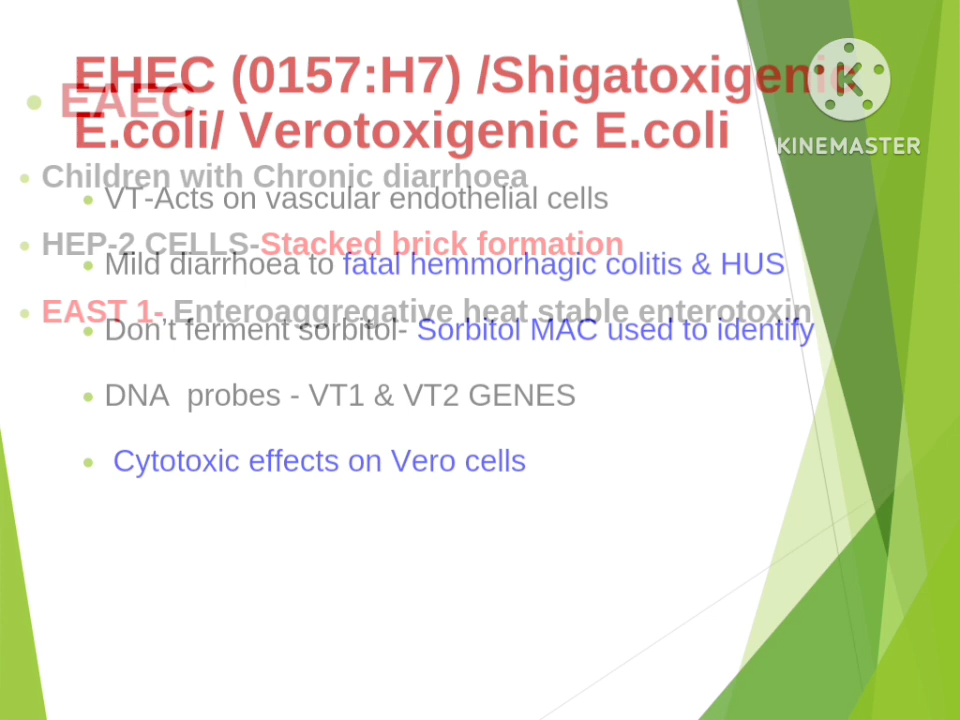 EHEC (0157:H7) /Shigatoxigenic
E.coli/ Verotoxigenic E.coli
• VT-Acts on vascular endothelial cells
• Mild diarrhoea to fatal hemmorhagic colitis & HUS
• Don't ferment sorbitol- Sorbitol MAC used to identify
• DNA  probes - VT1 & VT2 GENES
• Cytotoxic effects on Vero cells
• EAEC
• Children with Chronic diarrhoea
• HEP-2 CELLS-Stacked brick formation
• EAST 1- Enteroaggregative heat stable enterotoxin
K
KINEMASTER